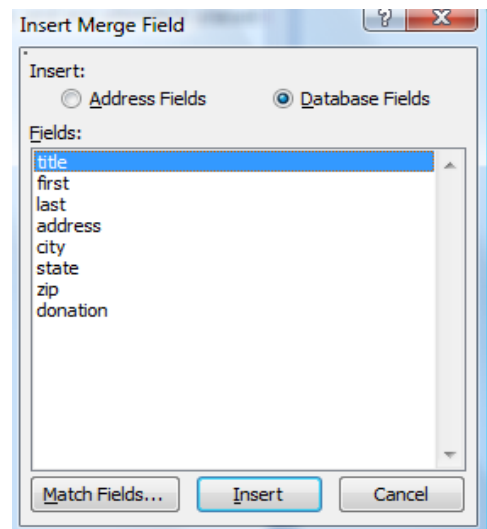 Insert Merge Field
Insert:
Address Fields Database Fields
Fields:
title
first
last
address
city
state
zip
donation
Match Fields... Insert Cancel